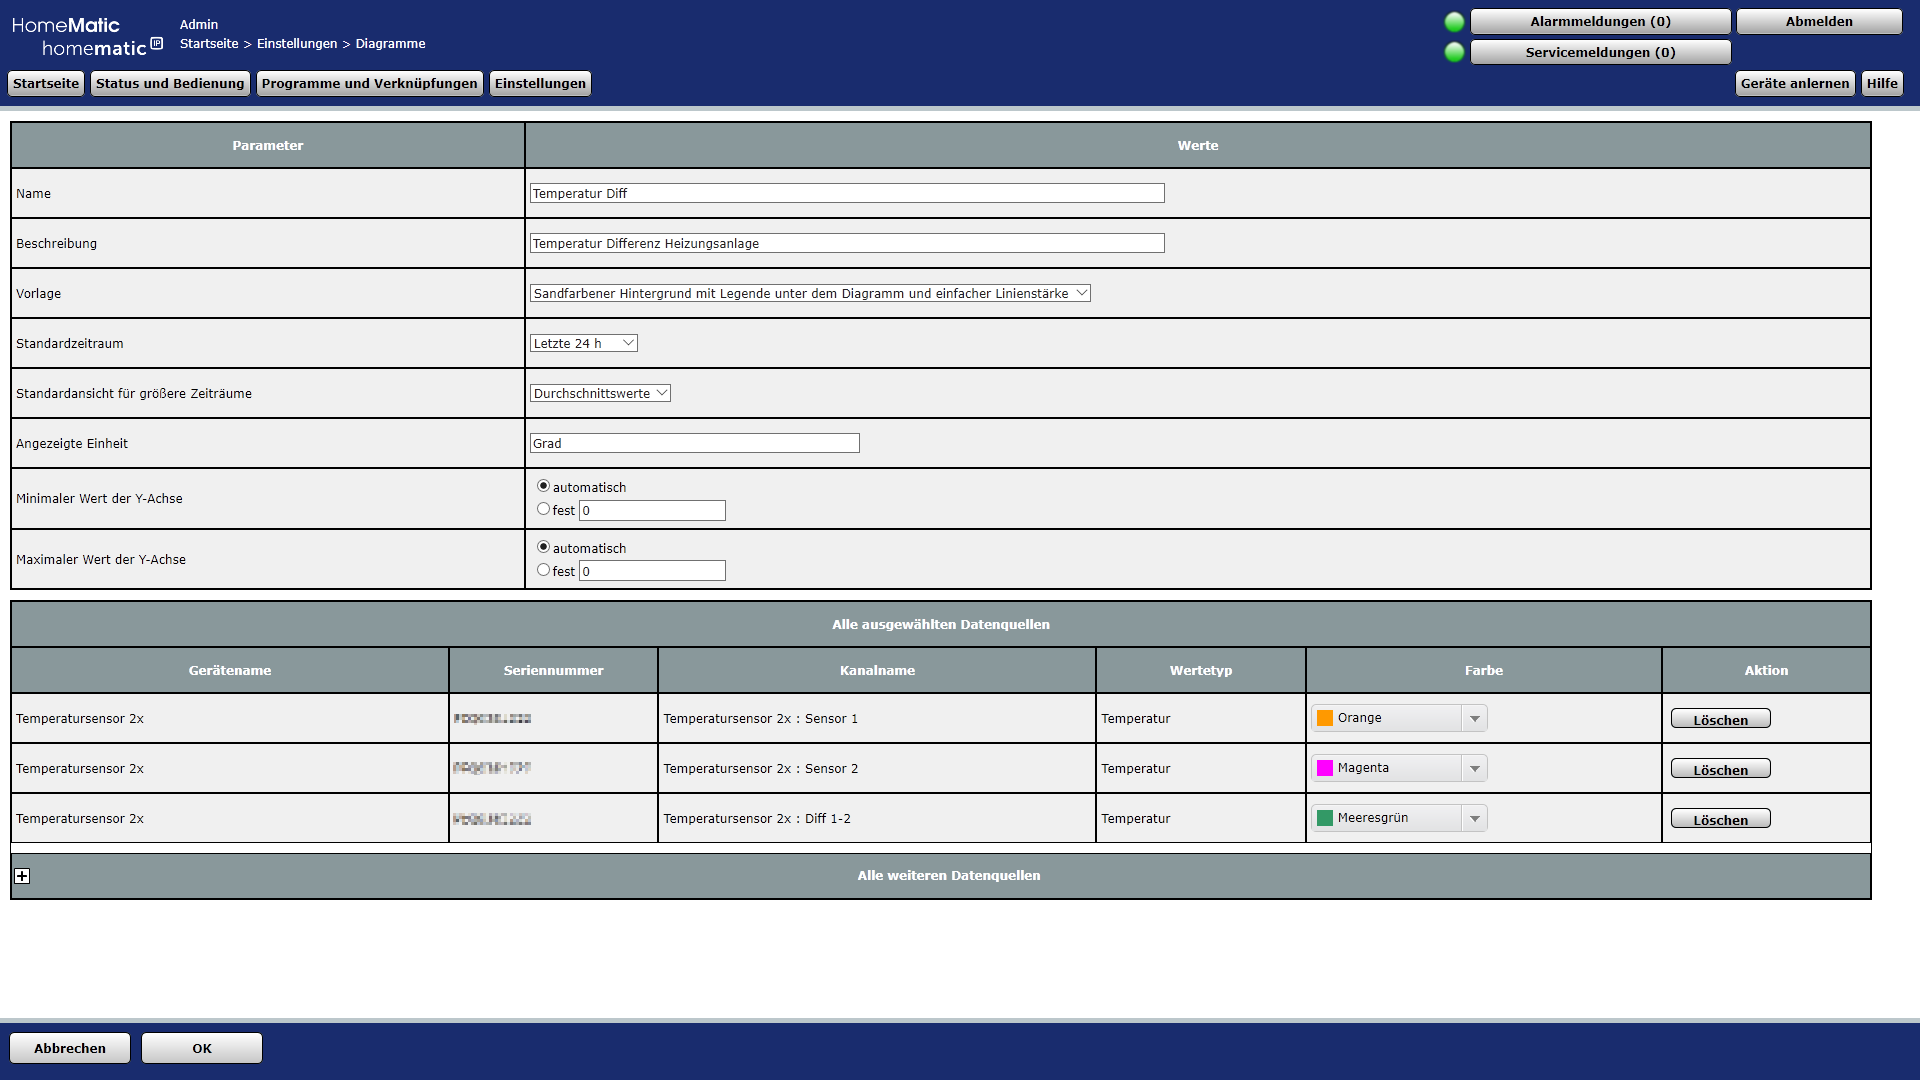 HomeMatic
homematic IP
Admin
Startseite > Einstellungen > Diagramme
Alarmmeldungen (0)
Abmelden
Servicemeldungen (0)
Startseite
Status und Bedienung
Programme und Verknüpfungen
Einstellungen
Geräte anlernen
Hilfe
Parameter
Werte
Name
Temperatur Diff
Beschreibung
Temperatur Differenz Heizungsanlage
Vorlage
Sandfarbener Hintergrund mit Legende unter dem Diagramm und einfacher Linienstärke
Standardzeitraum
Letzte 24 h
Standardansicht für größere Zeiträume
Durchschnittswerte
Angezeigte Einheit
Grad
Minimaler Wert der Y-Achse
automatisch
fest 0
Maximaler Wert der Y-Achse
automatisch
fest 0
Alle ausgewählten Datenquellen
Gerätename
Seriennummer
Kanalname
Wertetyp
Farbe
Aktion
Temperatursensor 2x
Temperatursensor 2x : Sensor 1
Temperatur
Orange
Löschen
Temperatursensor 2x
Temperatursensor 2x : Sensor 2
Temperatur
Magenta
Löschen
Temperatursensor 2x
Temperatursensor 2x : Diff 1-2
Temperatur
Meeresgrün
Löschen
Alle weiteren Datenquellen
Abbrechen
OK